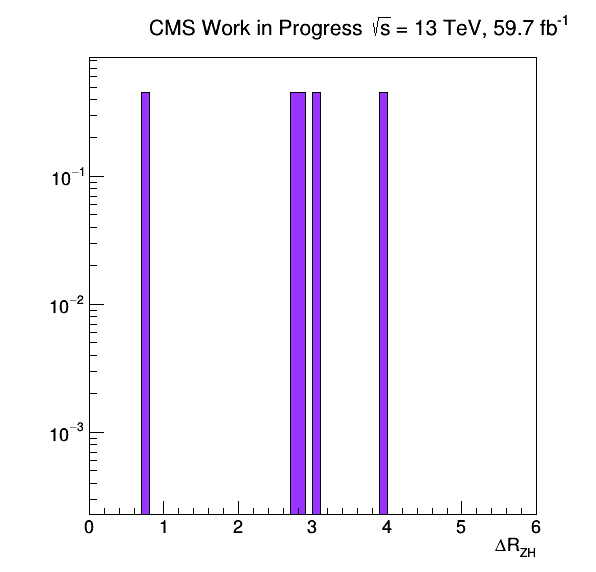 CMS Work in Progress √s = 13 TeV, 59.7 fb⁻¹
10⁻¹
10⁻²
10⁻³
0 1 2 3 4 5 6
ΔR_ZH